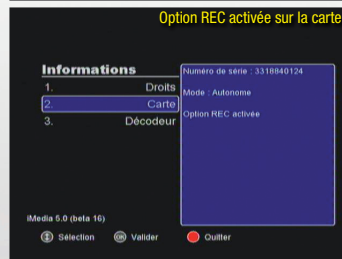 Option REC activée sur la carte
Informations
1. Droits
2. Carte
3. Décodeur
Numéro de série : 3318840124
Mode : Autonome
Option REC activée
iMedia 5.0 (beta 16)
Sélection OK Valider Quitter